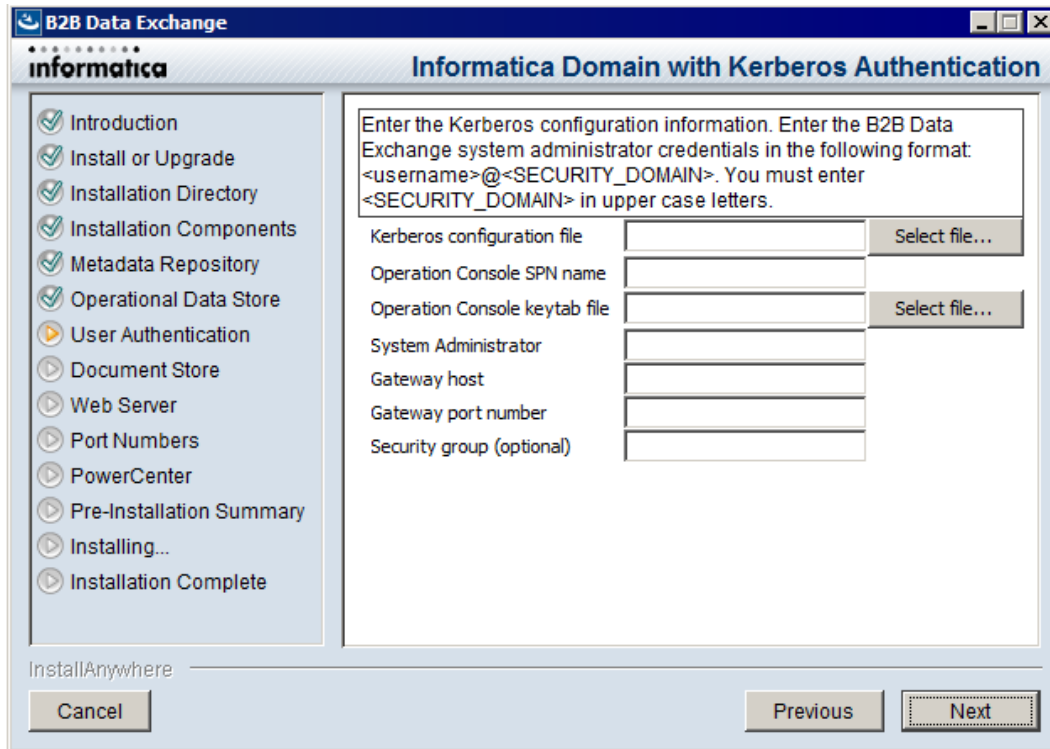 B2B Data Exchange
informatica
Informatica Domain with Kerberos Authentication
Introduction
Install or Upgrade
Installation Directory
Installation Components
Metadata Repository
Operational Data Store
User Authentication
Document Store
Web Server
Port Numbers
PowerCenter
Pre-Installation Summary
Installing...
Installation Complete
Enter the Kerberos configuration information. Enter the B2B Data
Exchange system administrator credentials in the following format:
<username>@<SECURITY_DOMAIN>. You must enter
<SECURITY_DOMAIN> in upper case letters.
Kerberos configuration file
Select file...
Operation Console SPN name
Operation Console keytab file
Select file...
System Administrator
Gateway host
Gateway port number
Security group (optional)
InstallAnywhere
Cancel
Previous
Next